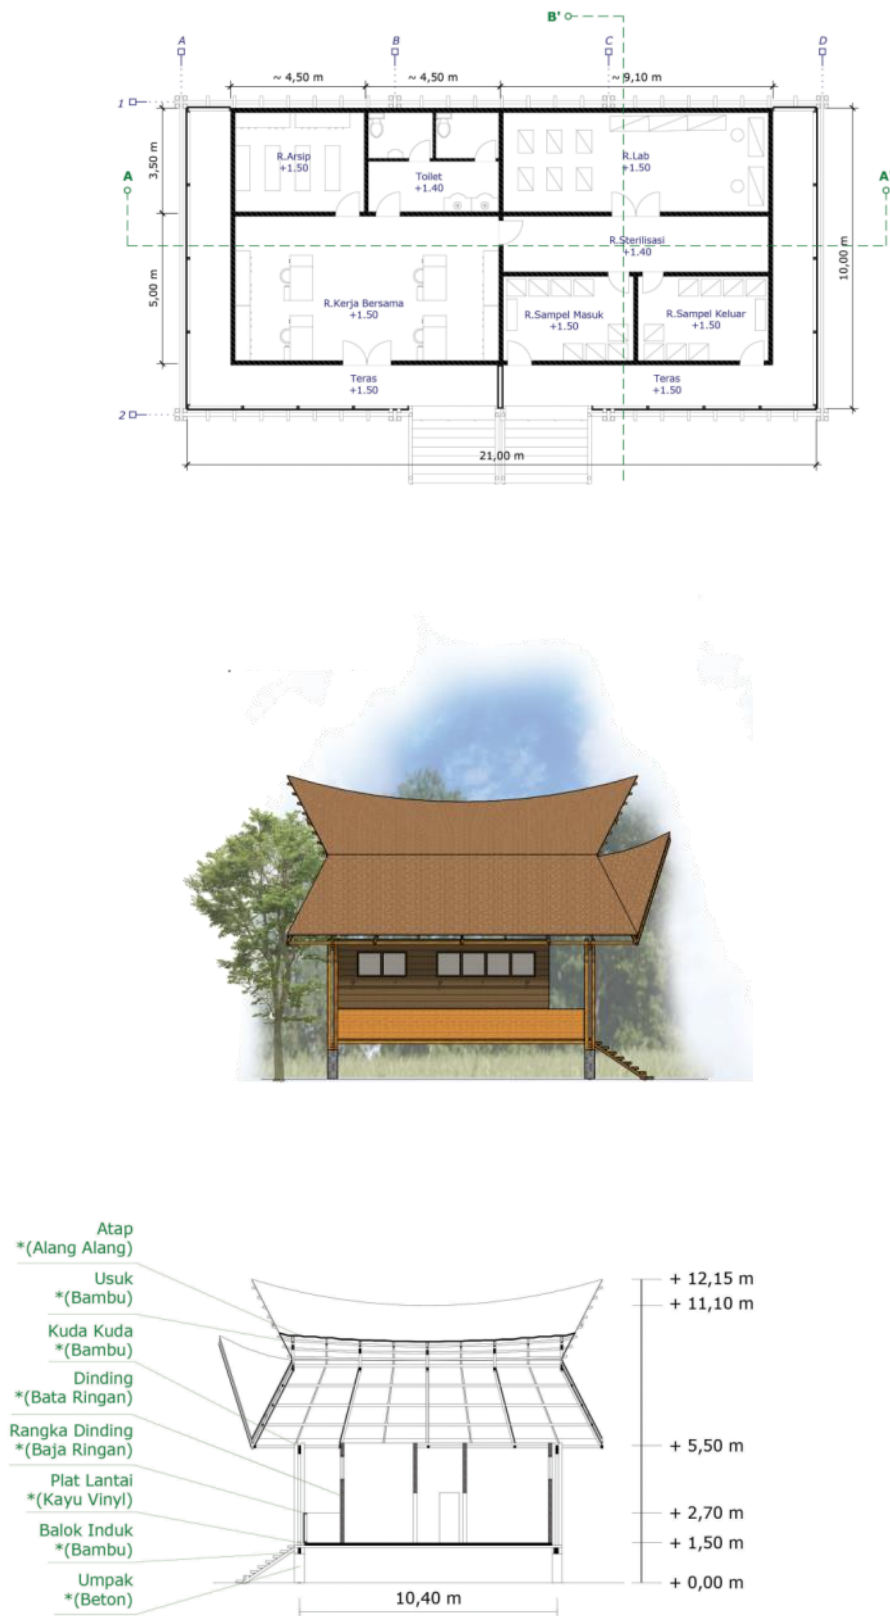 B'
A
B
C
D
~ 4,50 m
~ 4,50 m
~ 9,10 m
1
3,50 m
R.Arsip
+1.50
Toilet
+1.40
R.Lab
+1.50
A
A'
R.Sterilisasi
+1.40
10,00 m
5,00 m
R.Kerja Bersama
+1.50
R.Sampel Masuk
+1.50
R.Sampel Keluar
+1.50
Teras
+1.50
Teras
+1.50
2
21,00 m
Atap
*(Alang Alang)
Usuk
*(Bambu)
Kuda Kuda
*(Bambu)
Dinding
*(Bata Ringan)
Rangka Dinding
*(Baja Ringan)
Plat Lantai
*(Kayu Vinyl)
Balok Induk
*(Bambu)
Umpak
*(Beton)
+ 12,15 m
+ 11,10 m
+ 5,50 m
+ 2,70 m
+ 1,50 m
+ 0,00 m
10,40 m